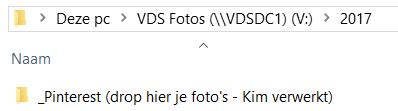 Deze pc > VDS Fotos (\\VDSDC1) (V:) > 2017
Naam
_Pinterest (drop hier je foto's - Kim verwerkt)